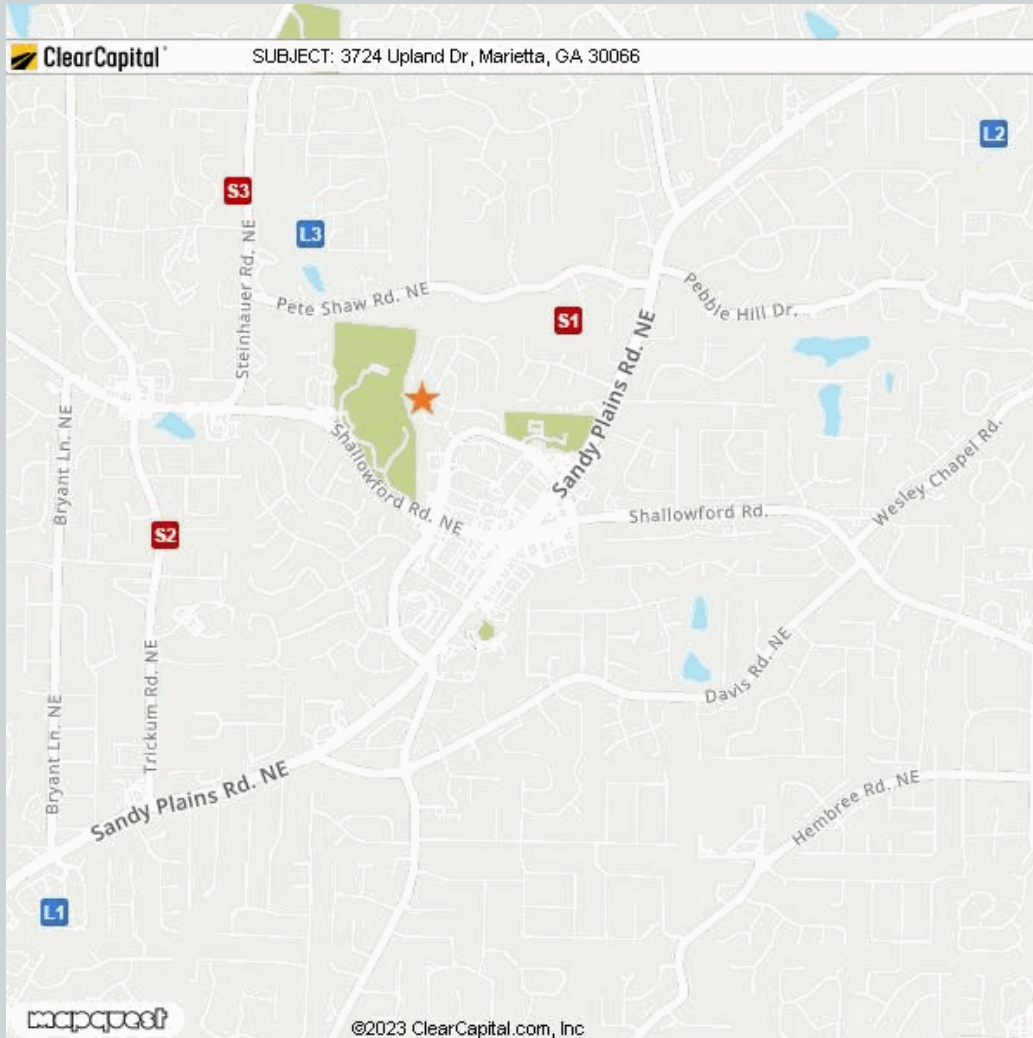 ClearCapital
SUBJECT: 3724 Upland Dr, Marietta, GA 30066
L2
S3
L3
Steinhauer Rd. NE
Pete Shaw Rd. NE
Pebble Hill Dr.
S1
Sandy Plains Rd. NE
Bryant Ln. NE
Shallowford Rd. NE
Shallowford Rd.
Wesley Chapel Rd.
S2
Trickum Rd. NE
Davis Rd. NE
Bryant Ln. NE
Sandy Plains Rd. NE
Hembree Rd. NE
L1
mapquest
©2023 ClearCapital.com, Inc